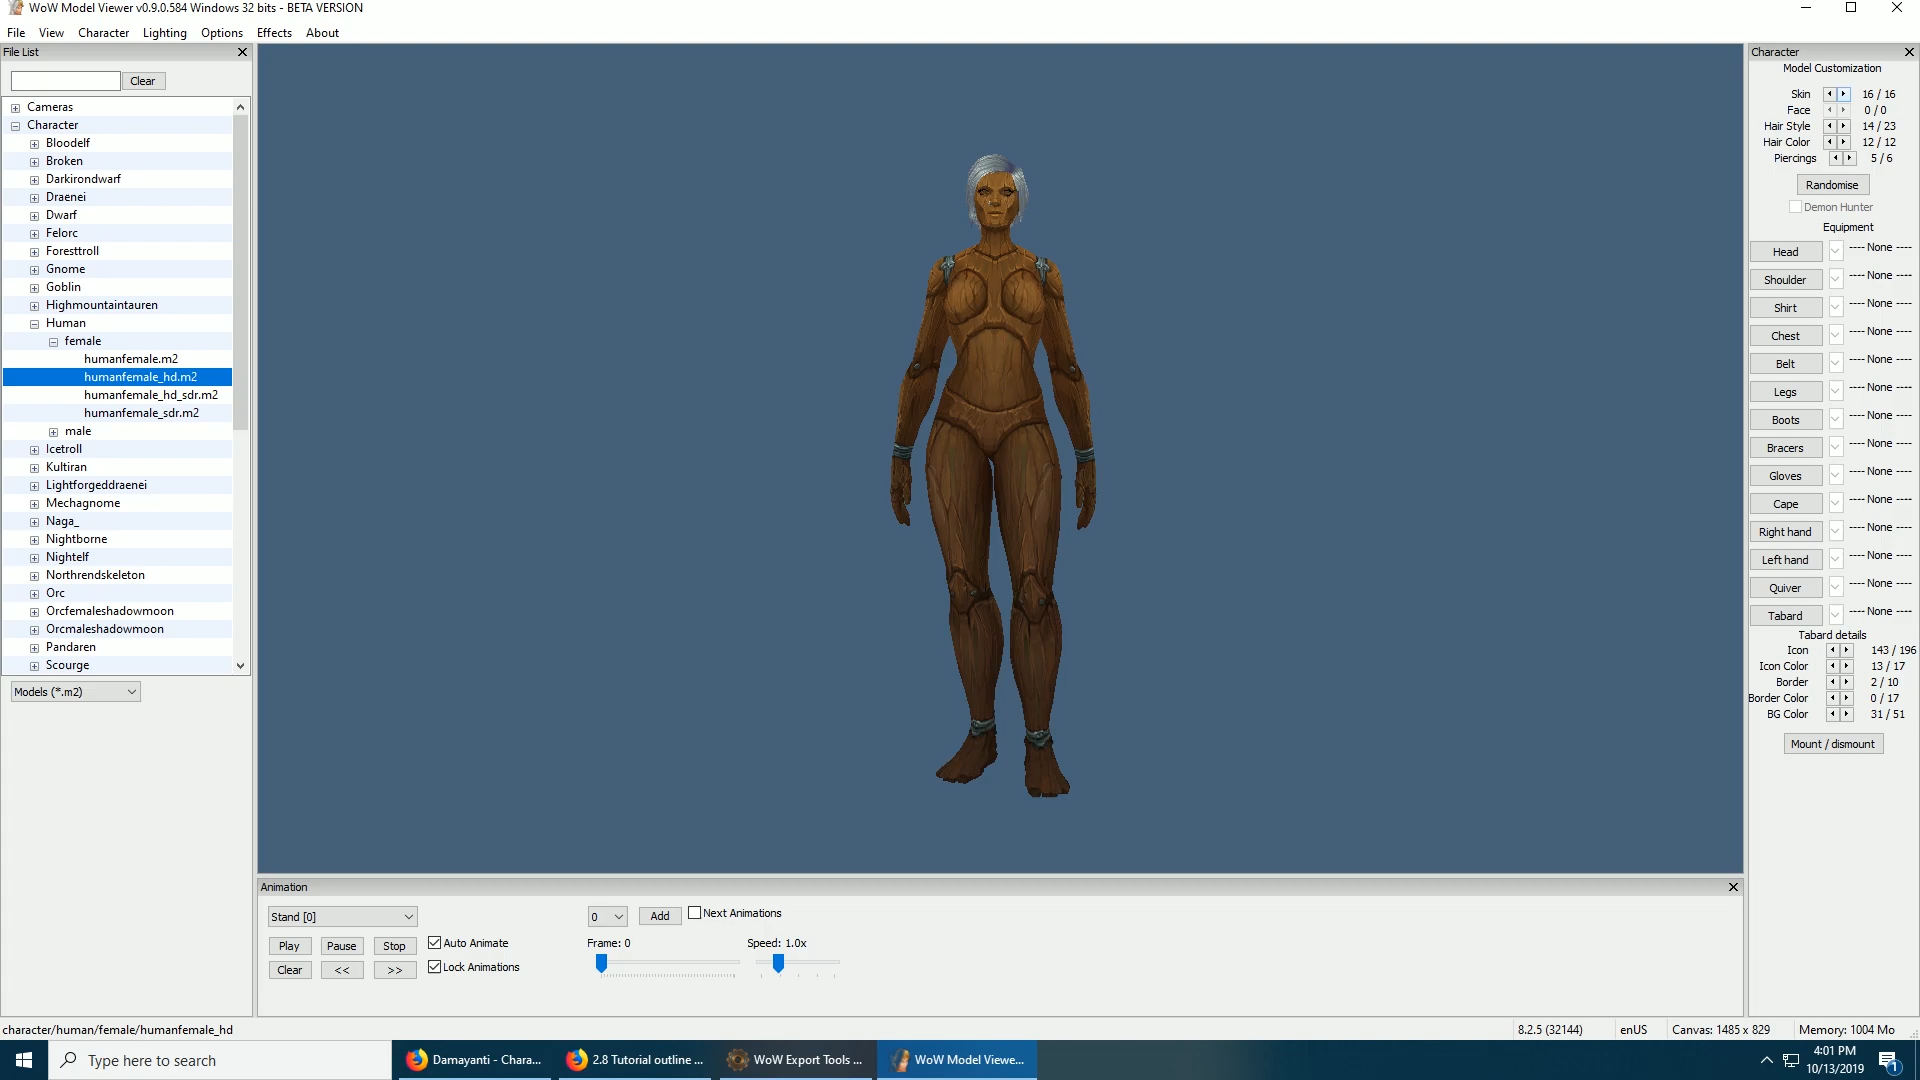 WoW Model Viewer v0.9.0.584 Windows 32 bits - BETA VERSION
File View Character Lighting Options Effects About
File List
Clear
Cameras
Character
Bloodelf
Broken
Darkirondwarf
Draenei
Dwarf
Felorc
Foresttroll
Gnome
Goblin
Highmountaintauren
Human
female
humanfemale.m2
humanfemale_hd.m2
humanfemale_hd_sdr.m2
humanfemale_sdr.m2
male
Icetroll
Kultiran
Lightforgeddraenei
Mechagnome
Naga_
Nightborne
Nightelf
Northrendskeleton
Orc
Orcfemaleshadowmoon
Orcmaleshadowmoon
Pandaren
Scourge
Models (*.m2)
Character
Model Customization
Skin 16 / 16
Face 0 / 0
Hair Style 14 / 23
Hair Color 12 / 12
Piercings 5 / 6
Randomise
Demon Hunter
Equipment
Head ---- None ----
Shoulder ---- None ----
Shirt ---- None ----
Chest ---- None ----
Belt ---- None ----
Legs ---- None ----
Boots ---- None ----
Bracers ---- None ----
Gloves ---- None ----
Cape ---- None ----
Right hand ---- None ----
Left hand ---- None ----
Quiver ---- None ----
Tabard ---- None ----
Tabard details
Icon 143 / 196
Icon Color 13 / 17
Border 2 / 10
Border Color 0 / 17
BG Color 31 / 51
Mount / dismount
Animation
Stand [0] 0 Add Next Animations
Play Pause Stop Auto Animate Frame: 0 Speed: 1.0x
Clear << >> Lock Animations
character/human/female/humanfemale_hd 8.2.5 (32144) enUS Canvas: 1485 x 829 Memory: 1004 Mo
Type here to search Damayanti - Chara... 2.8 Tutorial outline ... WoW Export Tools ... WoW Model Viewe... 4:01 PM
10/13/2019 1